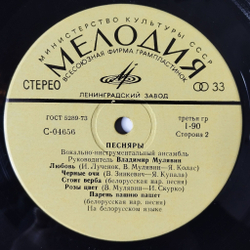 МИНИСТЕРСТВО КУЛЬТУРЫ СССР
МЕЛОДИЯ
ВСЕСОЮЗНАЯ ФИРМА ГРАМПЛАСТИНОК
СТЕРЕО
33
ЛЕНИНГРАДСКИЙ ЗАВОД
ГОСТ 5289-73
С-04656
третья гр
1-90
Сторона 2
ПЕСНЯРЫ
Вокально-инструментальный ансамбль
Руководитель Владимир Мулявин
Любовь (И. Лученок, В. Мулявин—Я. Колас)
Черные очи (В. Зникевич—Я. Купала)
Стоит верба (белорусская нар. песня)
Розы цвет (В. Мулявин—И. Скурко)
Парень пашню пашет
(белорусская нар. песня)
На белорусском языке